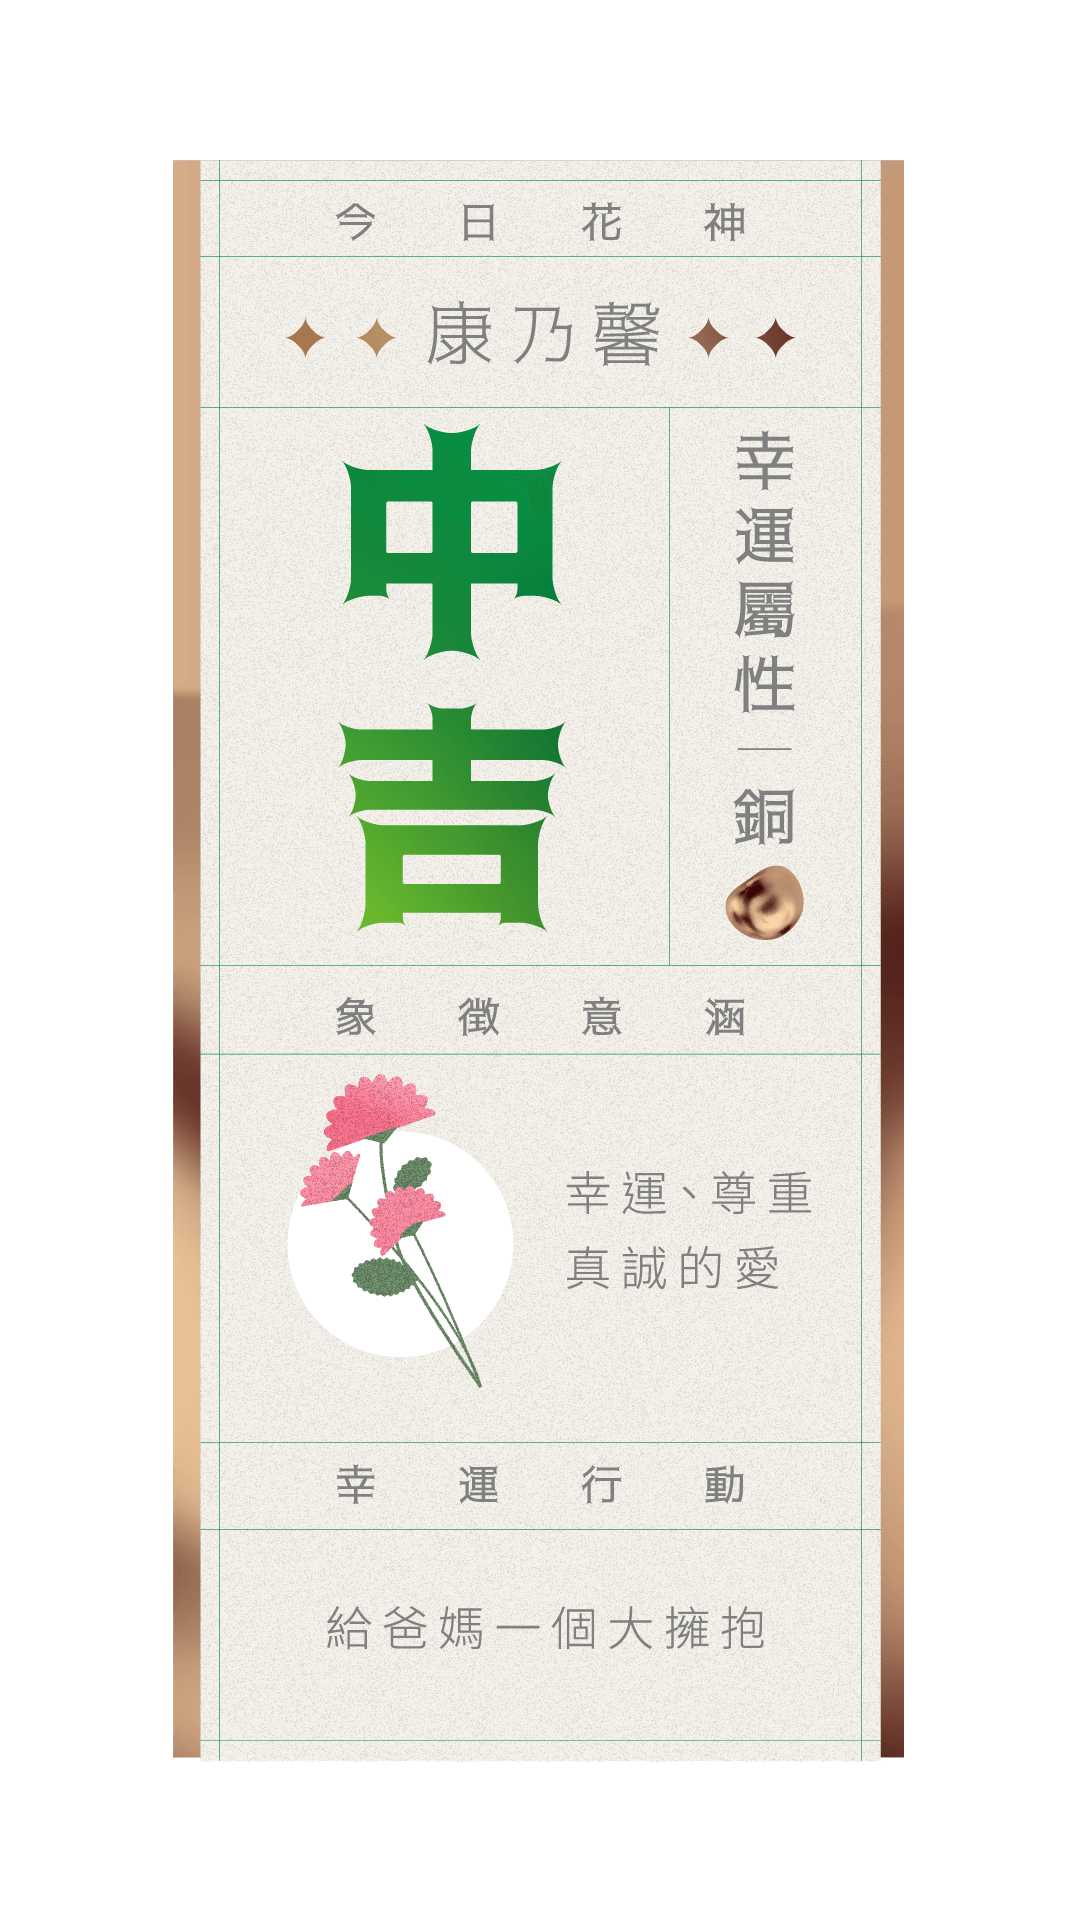 今日花神
康乃馨
中吉
幸運屬性｜銅
象徵意涵
幸運、尊重
真誠的愛
幸運行動
給爸媽一個大擁抱